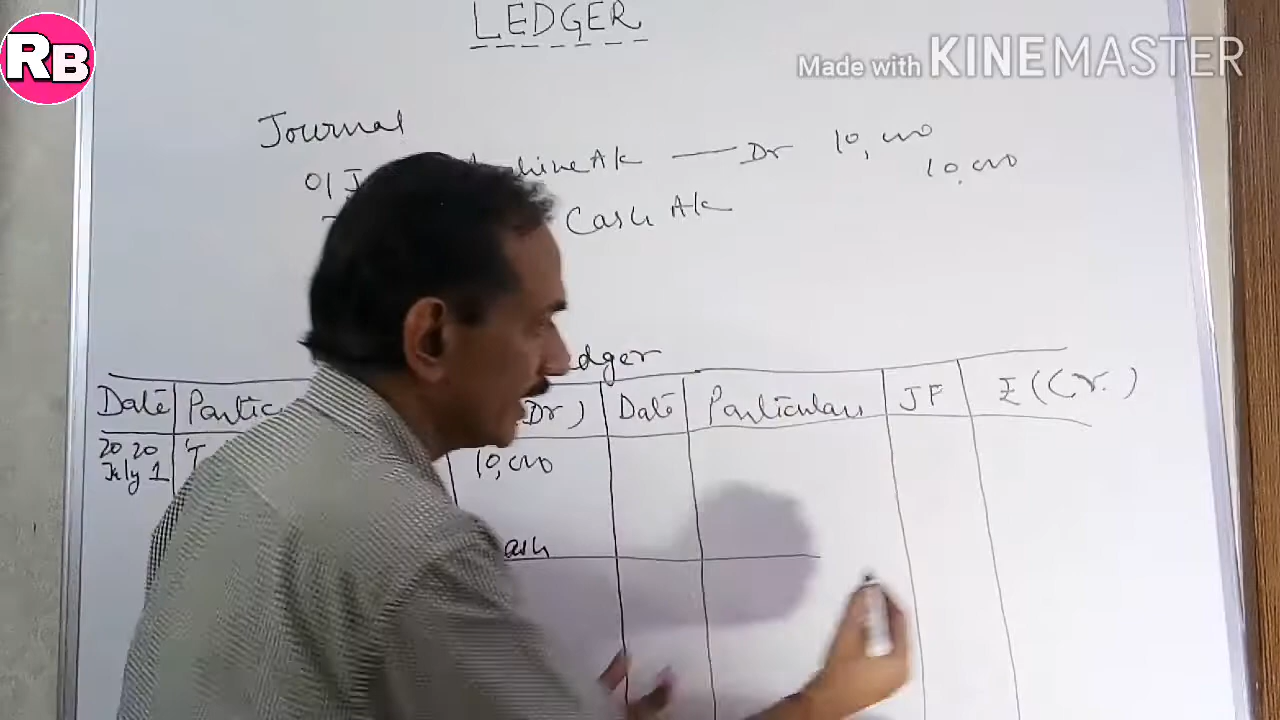 RB
LEDGER
Made with KINEMASTER
Journal
Dr 10,000
10,000
Cash A/c
Date Dr) Date Particulars JF ₹(Cr.)
2020
July 1 10,000